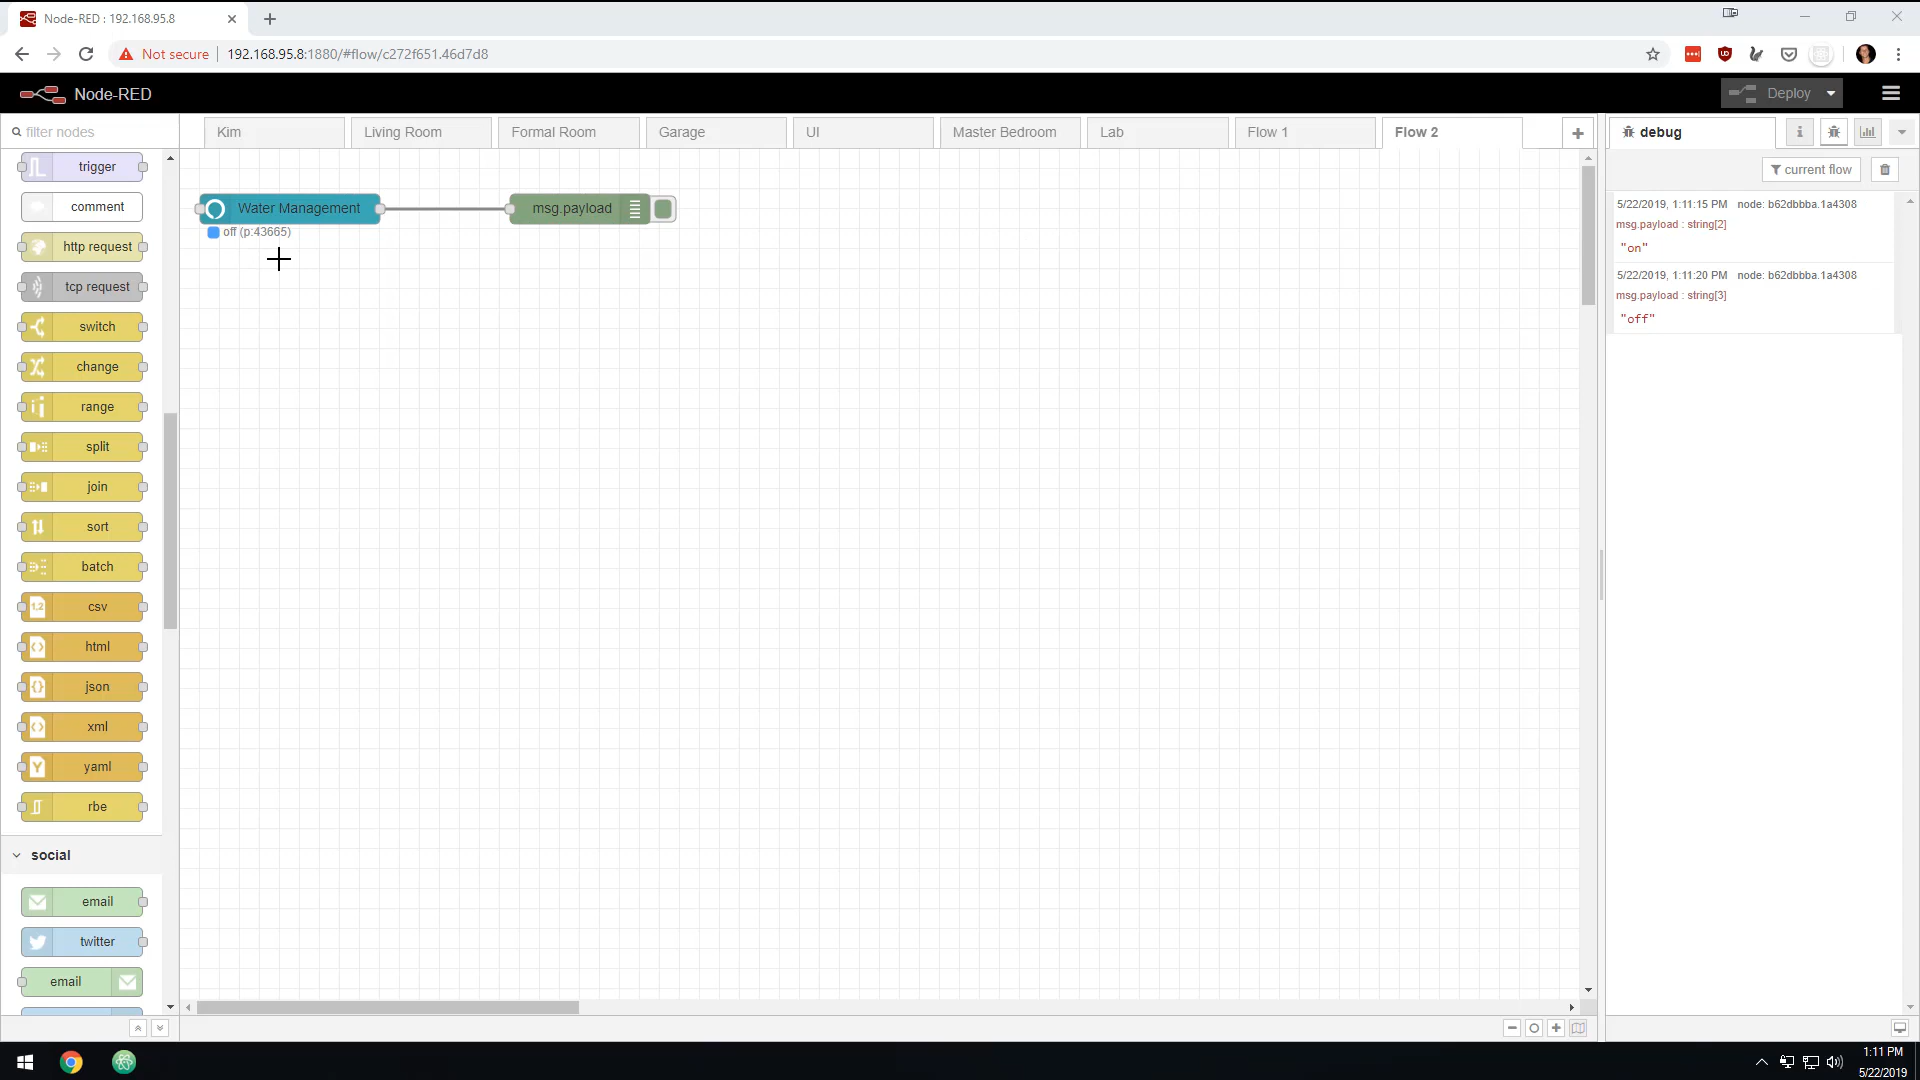 Node-RED : 192.168.95.8
Not secure
192.168.95.8:1880/#flow/c272f651.46d7d8
Node-RED
Deploy
filter nodes
Kim
Living Room
Formal Room
Garage
UI
Master Bedroom
Lab
Flow 1
Flow 2
debug
current flow
trigger
comment
http request
tcp request
switch
change
range
split
join
sort
batch
csv
html
json
xml
yaml
rbe
social
email
twitter
email
Water Management
off (p:43665)
msg.payload
5/22/2019, 1:11:15 PM node: b62dbbba.1a4308
msg.payload : string[2]
"on"
5/22/2019, 1:11:20 PM node: b62dbbba.1a4308
msg.payload : string[3]
"off"
1:11 PM
5/22/2019